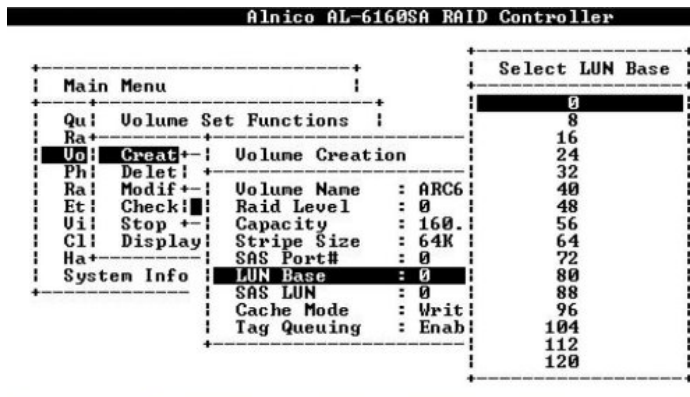 Alnico AL-6160SA RAID Controller
Main Menu
Qu
Ra
Vo
Ph
Ra
Et
Vi
Cl
Ha
System Info
Volume Set Functions
Creat
Delet
Modif
Check
Stop
Display
Volume Creation
Volume Name : ARC6
Raid Level : 0
Capacity : 160.
Stripe Size : 64K
SAS Port# : 0
LUN Base : 0
SAS LUN : 0
Cache Mode : Writ
Tag Queuing : Enab
Select LUN Base
0
8
16
24
32
40
48
56
64
72
80
88
96
104
112
120